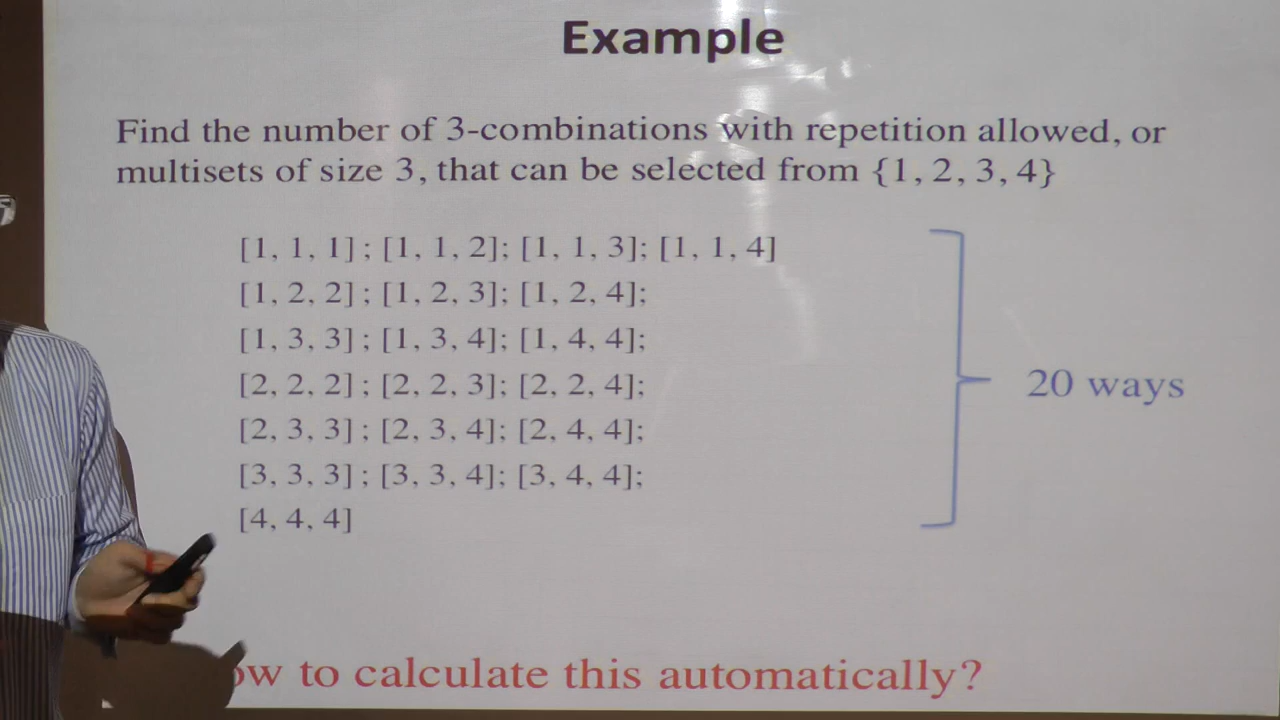 Example
Find the number of 3-combinations with repetition allowed, or
multisets of size 3, that can be selected from {1, 2, 3, 4}
[1, 1, 1] ; [1, 1, 2]; [1, 1, 3]; [1, 1, 4]
[1, 2, 2] ; [1, 2, 3]; [1, 2, 4];
[1, 3, 3] ; [1, 3, 4]; [1, 4, 4];
[2, 2, 2] ; [2, 2, 3]; [2, 2, 4];
[2, 3, 3] ; [2, 3, 4]; [2, 4, 4];
[3, 3, 3] ; [3, 3, 4]; [3, 4, 4];
[4, 4, 4]
20 ways
ow to calculate this automatically?